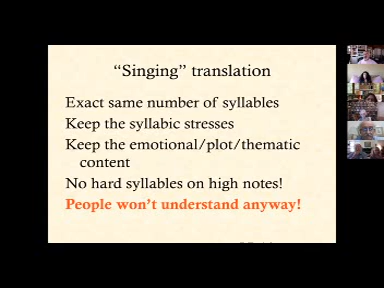 “Singing” translation
Exact same number of syllables
Keep the syllabic stresses
Keep the emotional/plot/thematic
content
No hard syllables on high notes!
People won’t understand anyway!